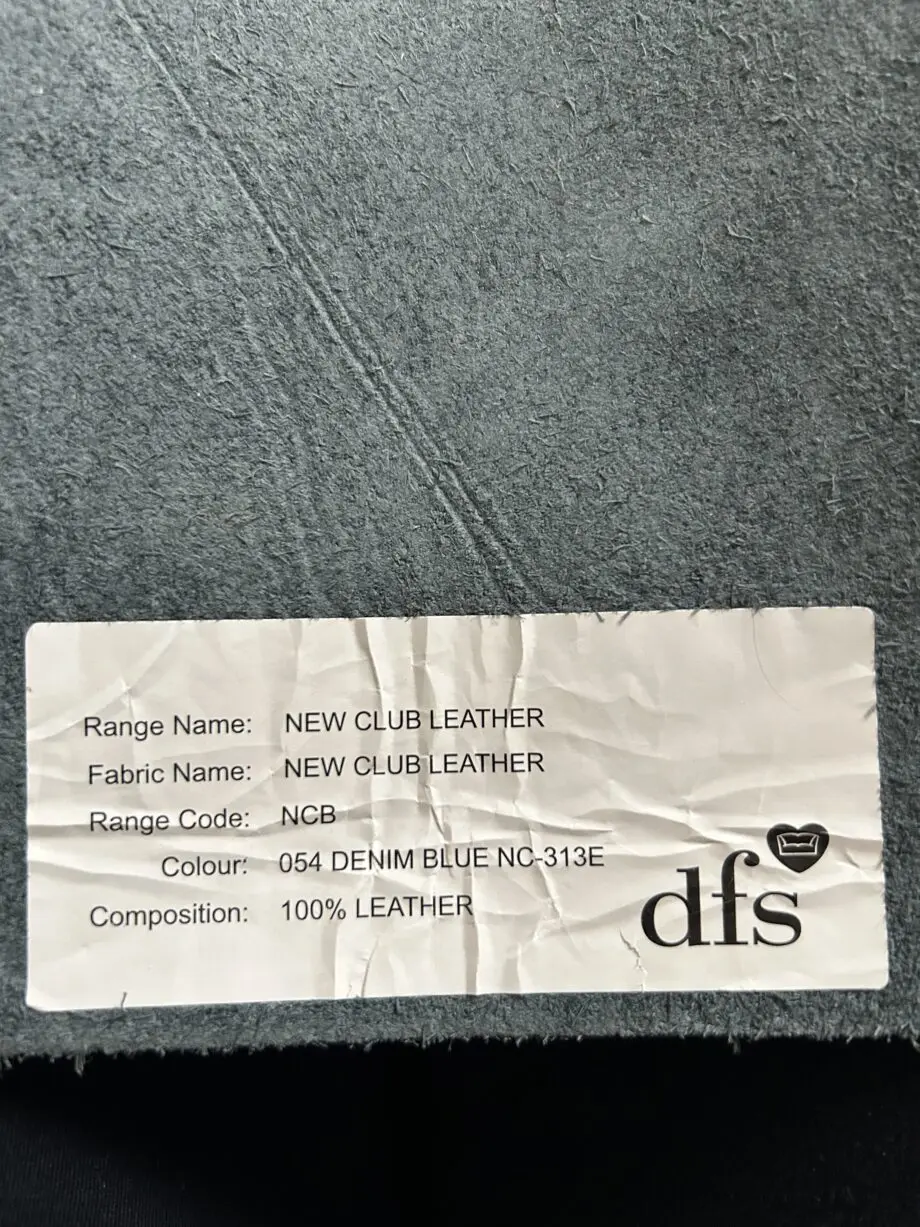 Range Name: NEW CLUB LEATHER
Fabric Name: NEW CLUB LEATHER
Range Code: NCB
Colour: 054 DENIM BLUE NC-313E
Composition: 100% LEATHER
dfs